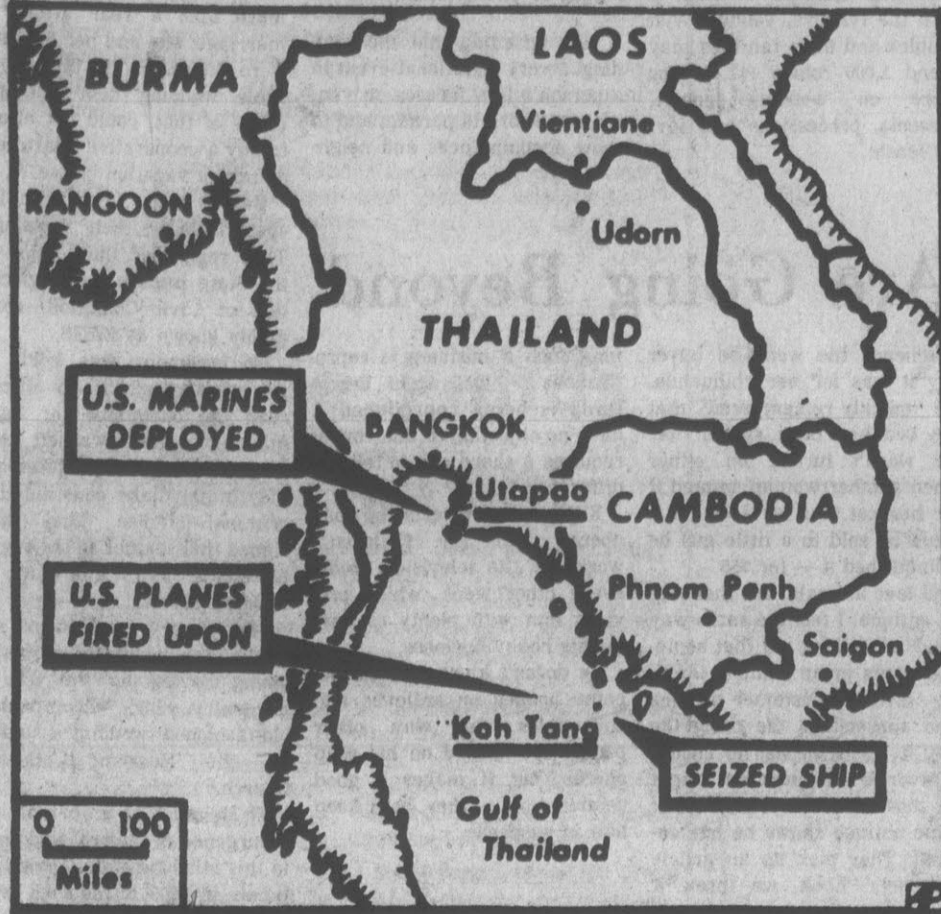 BURMA
LAOS
Vientiane
RANGOON
Udorn
THAILAND
U.S. MARINES
DEPLOYED
BANGKOK
Utapao
CAMBODIA
U.S. PLANES
FIRED UPON
Phnom Penh
Saigon
Koh Tang
SEIZED SHIP
Gulf of
Thailand
0 100
Miles
AP